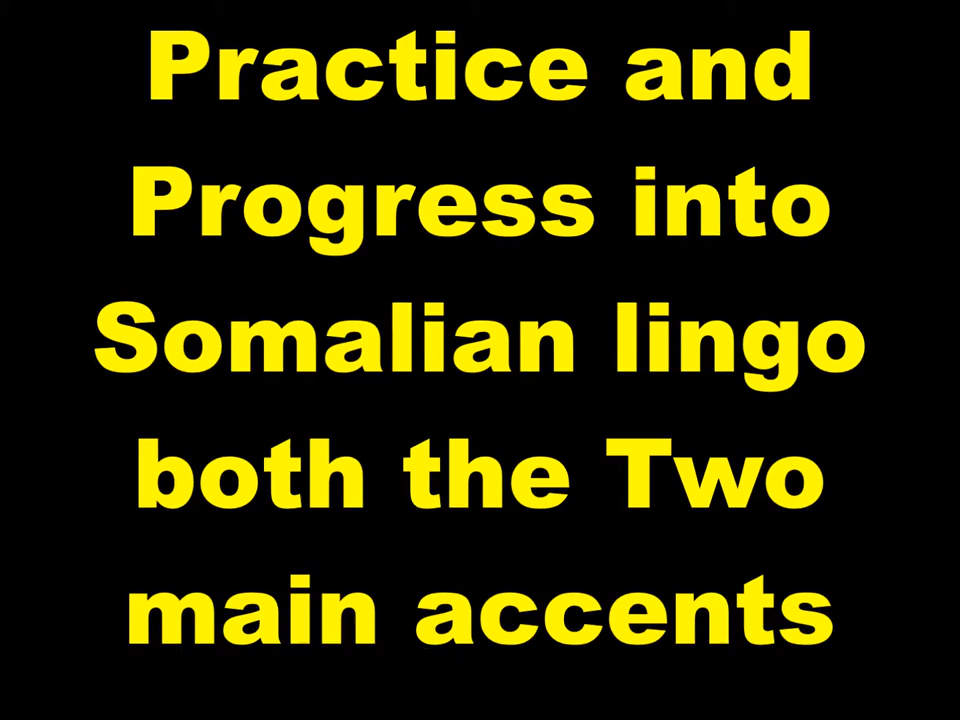 Practice and
Progress into
Somalian lingo
both the Two
main accents